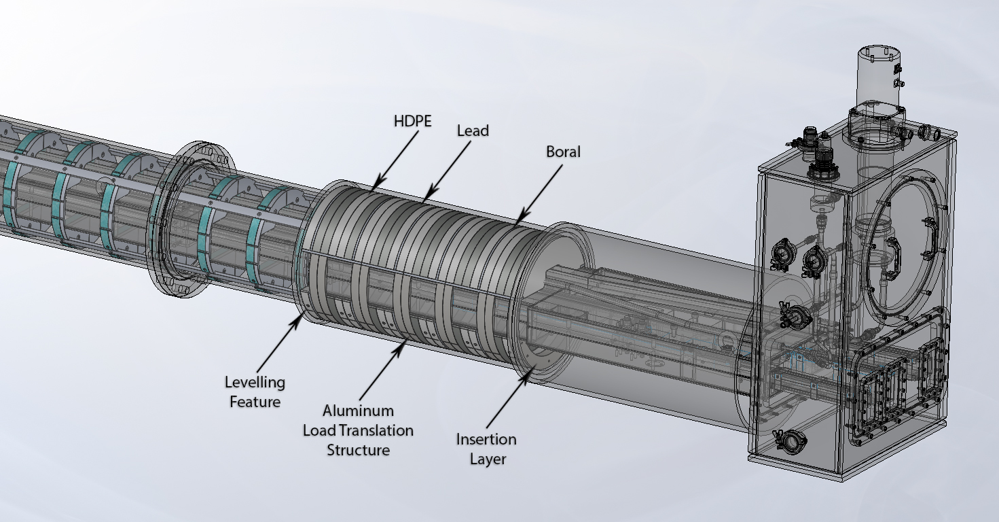 HDPE
Lead
Boral
Levelling
Feature
Aluminum
Load Translation
Structure
Insertion
Layer